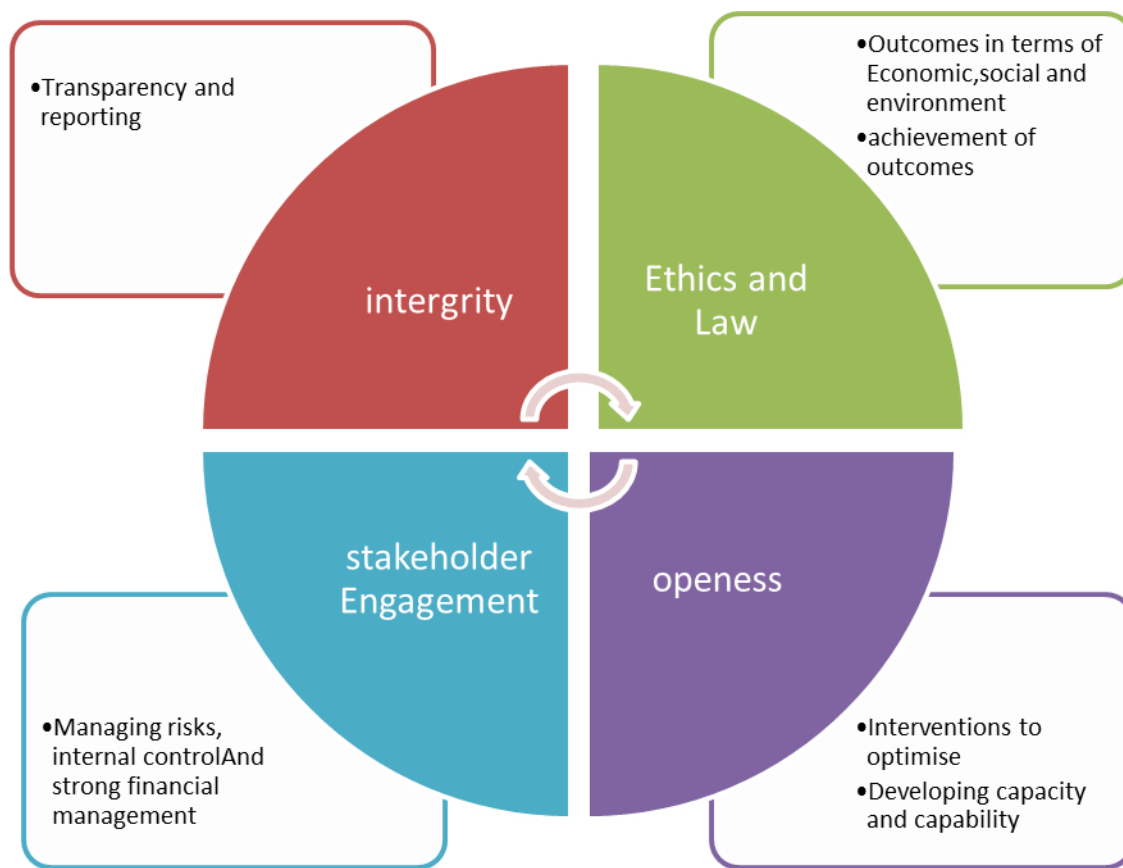 •Transparency and
reporting
•Outcomes in terms of
Economic,social and
environment
•achievement of
outcomes
intergrity
Ethics and
Law
stakeholder
Engagement
openess
•Managing risks,
internal controlAnd
strong financial
management
•Interventions to
optimise
•Developing capacity
and capability